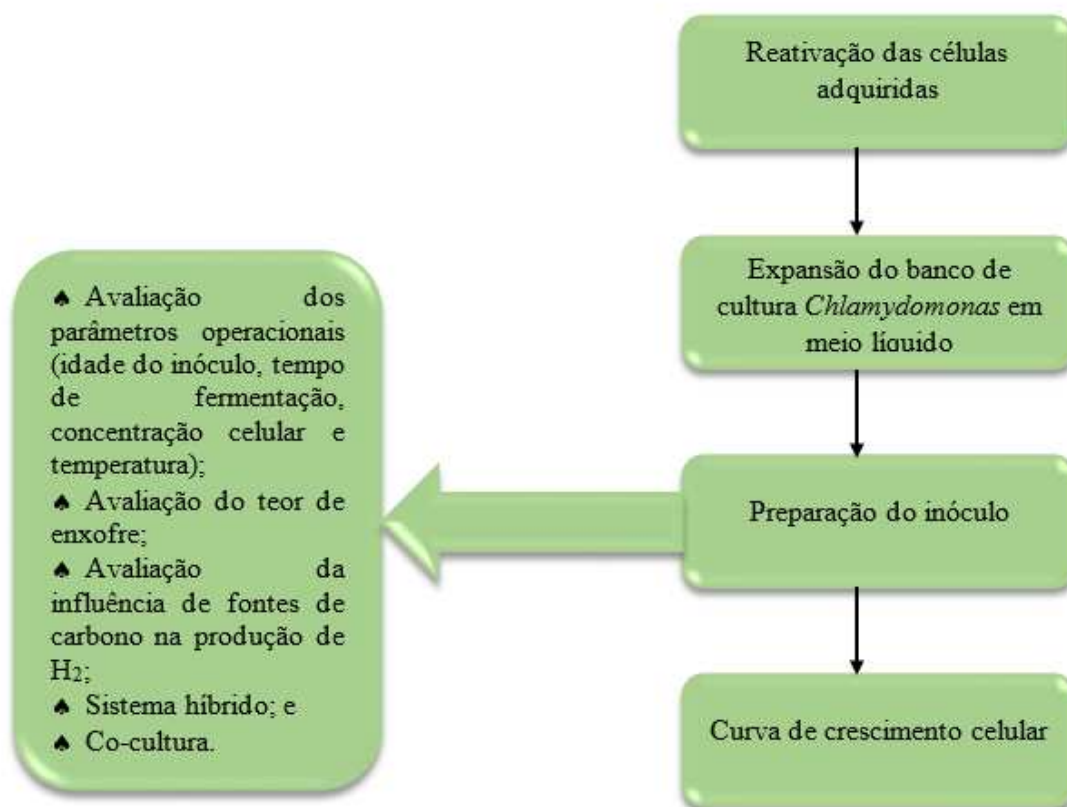 Reativação das células
adquiridas
Expansão do banco de
cultura Chlamydomonas em
meio líquido
♠ Avaliação dos
parâmetros operacionais
(idade do inóculo, tempo
de fermentação,
concentração celular e
temperatura);
♠ Avaliação do teor de
enxofre;
♠ Avaliação da
influência de fontes de
carbono na produção de
H2;
♠ Sistema híbrido; e
♠ Co-cultura.
Preparação do inóculo
Curva de crescimento celular